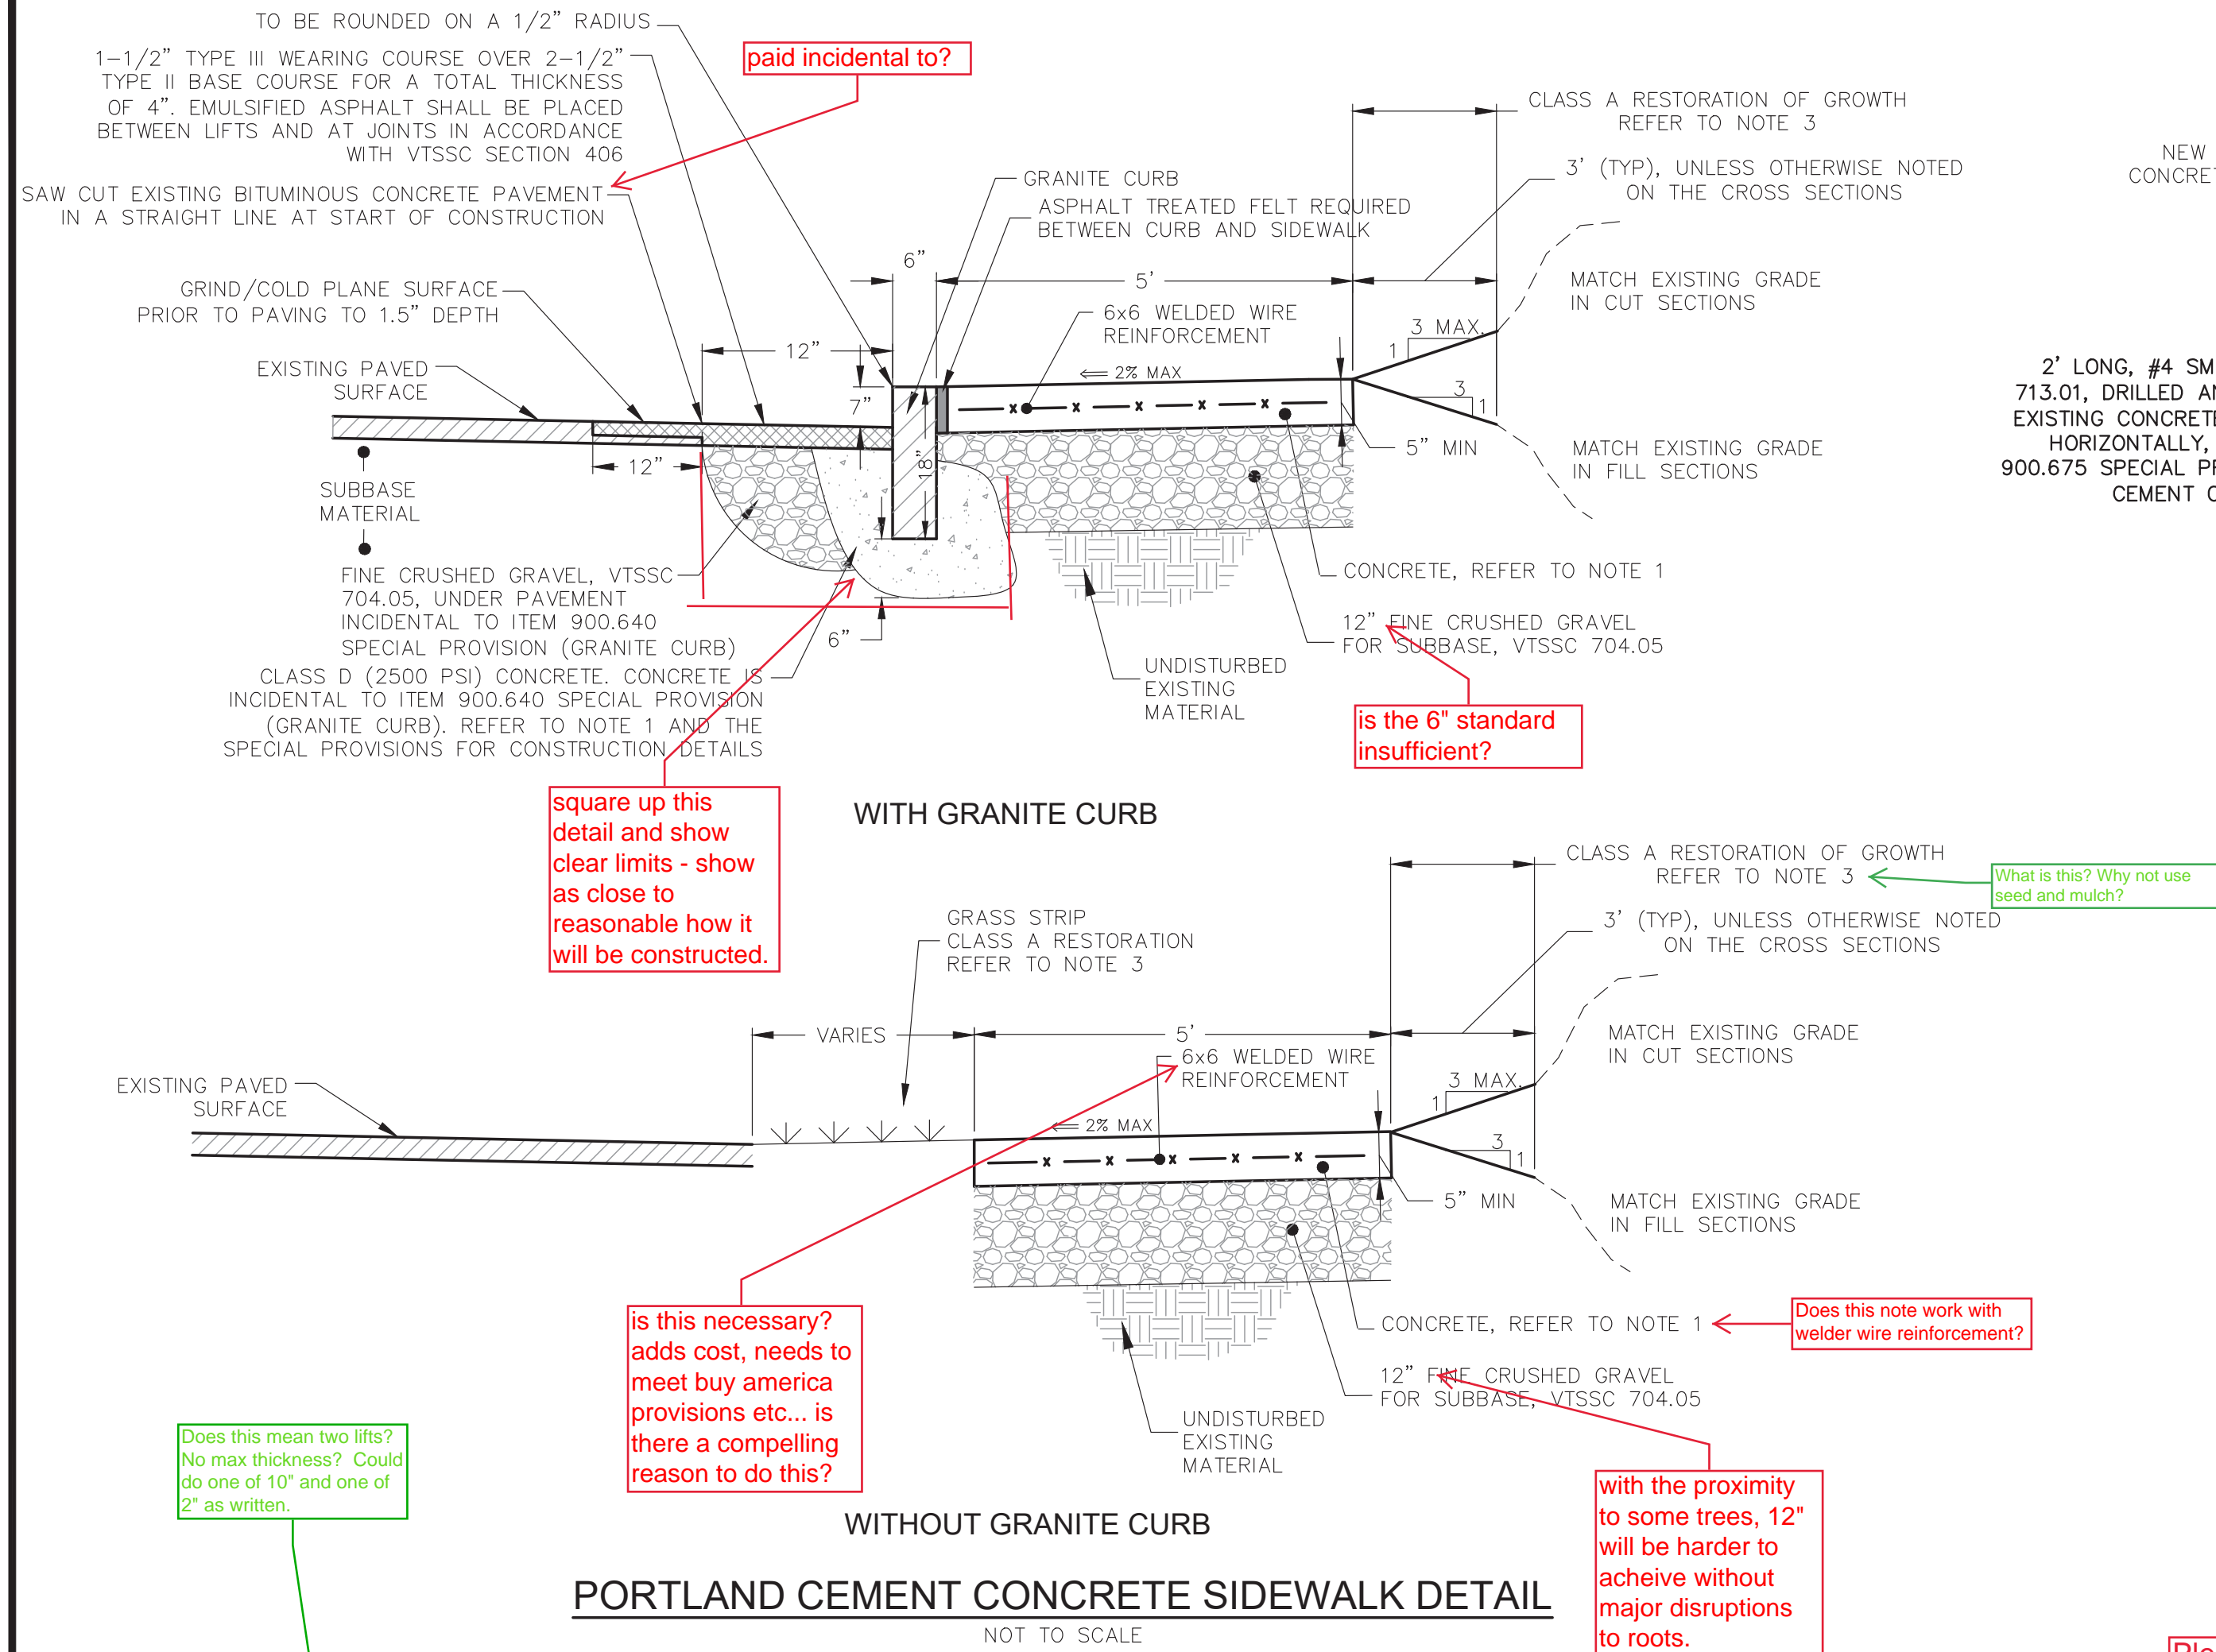 TO BE ROUNDED ON A 1/2" RADIUS
1-1/2" TYPE III WEARING COURSE OVER 2-1/2"
TYPE II BASE COURSE FOR A TOTAL THICKNESS
OF 4". EMULSIFIED ASPHALT SHALL BE PLACED
BETWEEN LIFTS AND AT JOINTS IN ACCORDANCE
WITH VTSSC SECTION 406
paid incidental to?
SAW CUT EXISTING BITUMINOUS CONCRETE PAVEMENT
IN A STRAIGHT LINE AT START OF CONSTRUCTION
GRIND/COLD PLANE SURFACE
PRIOR TO PAVING TO 1.5" DEPTH
EXISTING PAVED
SURFACE
12"
12"
SUBBASE
MATERIAL
7"
6"
18"
6"
5'
GRANITE CURB
ASPHALT TREATED FELT REQUIRED
BETWEEN CURB AND SIDEWALK
6x6 WELDED WIRE
REINFORCEMENT
2% MAX
CLASS A RESTORATION OF GROWTH
REFER TO NOTE 3
3' (TYP), UNLESS OTHERWISE NOTED
ON THE CROSS SECTIONS
MATCH EXISTING GRADE
IN CUT SECTIONS
3 MAX.
1
3
1
5" MIN
MATCH EXISTING GRADE
IN FILL SECTIONS
NEW
CONCRET
2' LONG, #4 SM
713.01, DRILLED AN
EXISTING CONCRETE
HORIZONTALLY,
900.675 SPECIAL PR
CEMENT C
FINE CRUSHED GRAVEL, VTSSC
704.05, UNDER PAVEMENT
INCIDENTAL TO ITEM 900.640
SPECIAL PROVISION (GRANITE CURB)
CLASS D (2500 PSI) CONCRETE. CONCRETE IS
INCIDENTAL TO ITEM 900.640 SPECIAL PROVISION
(GRANITE CURB). REFER TO NOTE 1 AND THE
SPECIAL PROVISIONS FOR CONSTRUCTION DETAILS
CONCRETE, REFER TO NOTE 1
12" FINE CRUSHED GRAVEL
FOR SUBBASE, VTSSC 704.05
UNDISTURBED
EXISTING
MATERIAL
is the 6" standard
insufficient?
square up this
detail and show
clear limits - show
as close to
reasonable how it
will be constructed.
WITH GRANITE CURB
CLASS A RESTORATION OF GROWTH
REFER TO NOTE 3
What is this? Why not use
seed and mulch?
3' (TYP), UNLESS OTHERWISE NOTED
ON THE CROSS SECTIONS
GRASS STRIP
CLASS A RESTORATION
REFER TO NOTE 3
VARIES
5'
6x6 WELDED WIRE
REINFORCEMENT
EXISTING PAVED
SURFACE
2% MAX
3 MAX.
1
3
1
MATCH EXISTING GRADE
IN CUT SECTIONS
5" MIN
MATCH EXISTING GRADE
IN FILL SECTIONS
CONCRETE, REFER TO NOTE 1
Does this note work with
welder wire reinforcement?
12" FINE CRUSHED GRAVEL
FOR SUBBASE, VTSSC 704.05
UNDISTURBED
EXISTING
MATERIAL
is this necessary?
adds cost, needs to
meet buy america
provisions etc... is
there a compelling
reason to do this?
Does this mean two lifts?
No max thickness? Could
do one of 10" and one of
2" as written.
with the proximity
to some trees, 12"
will be harder to
acheive without
major disruptions
to roots.
WITHOUT GRANITE CURB
PORTLAND CEMENT CONCRETE SIDEWALK DETAIL
NOT TO SCALE